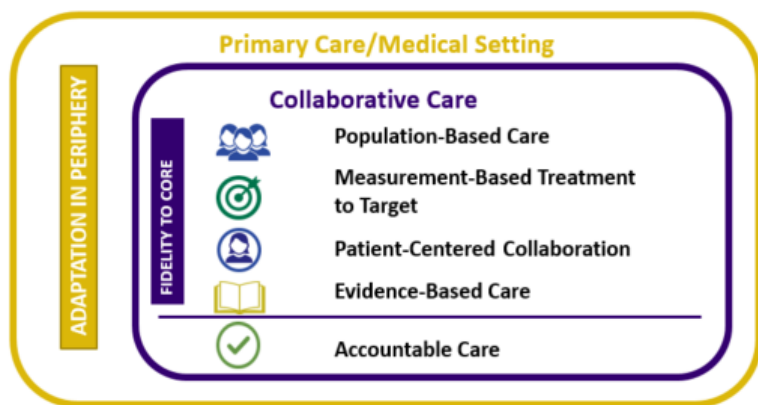 Primary Care/Medical Setting
ADAPTATION IN PERIPHERY
Collaborative Care
FIDELITY TO CORE
Population-Based Care
Measurement-Based Treatment
to Target
Patient-Centered Collaboration
Evidence-Based Care
Accountable Care